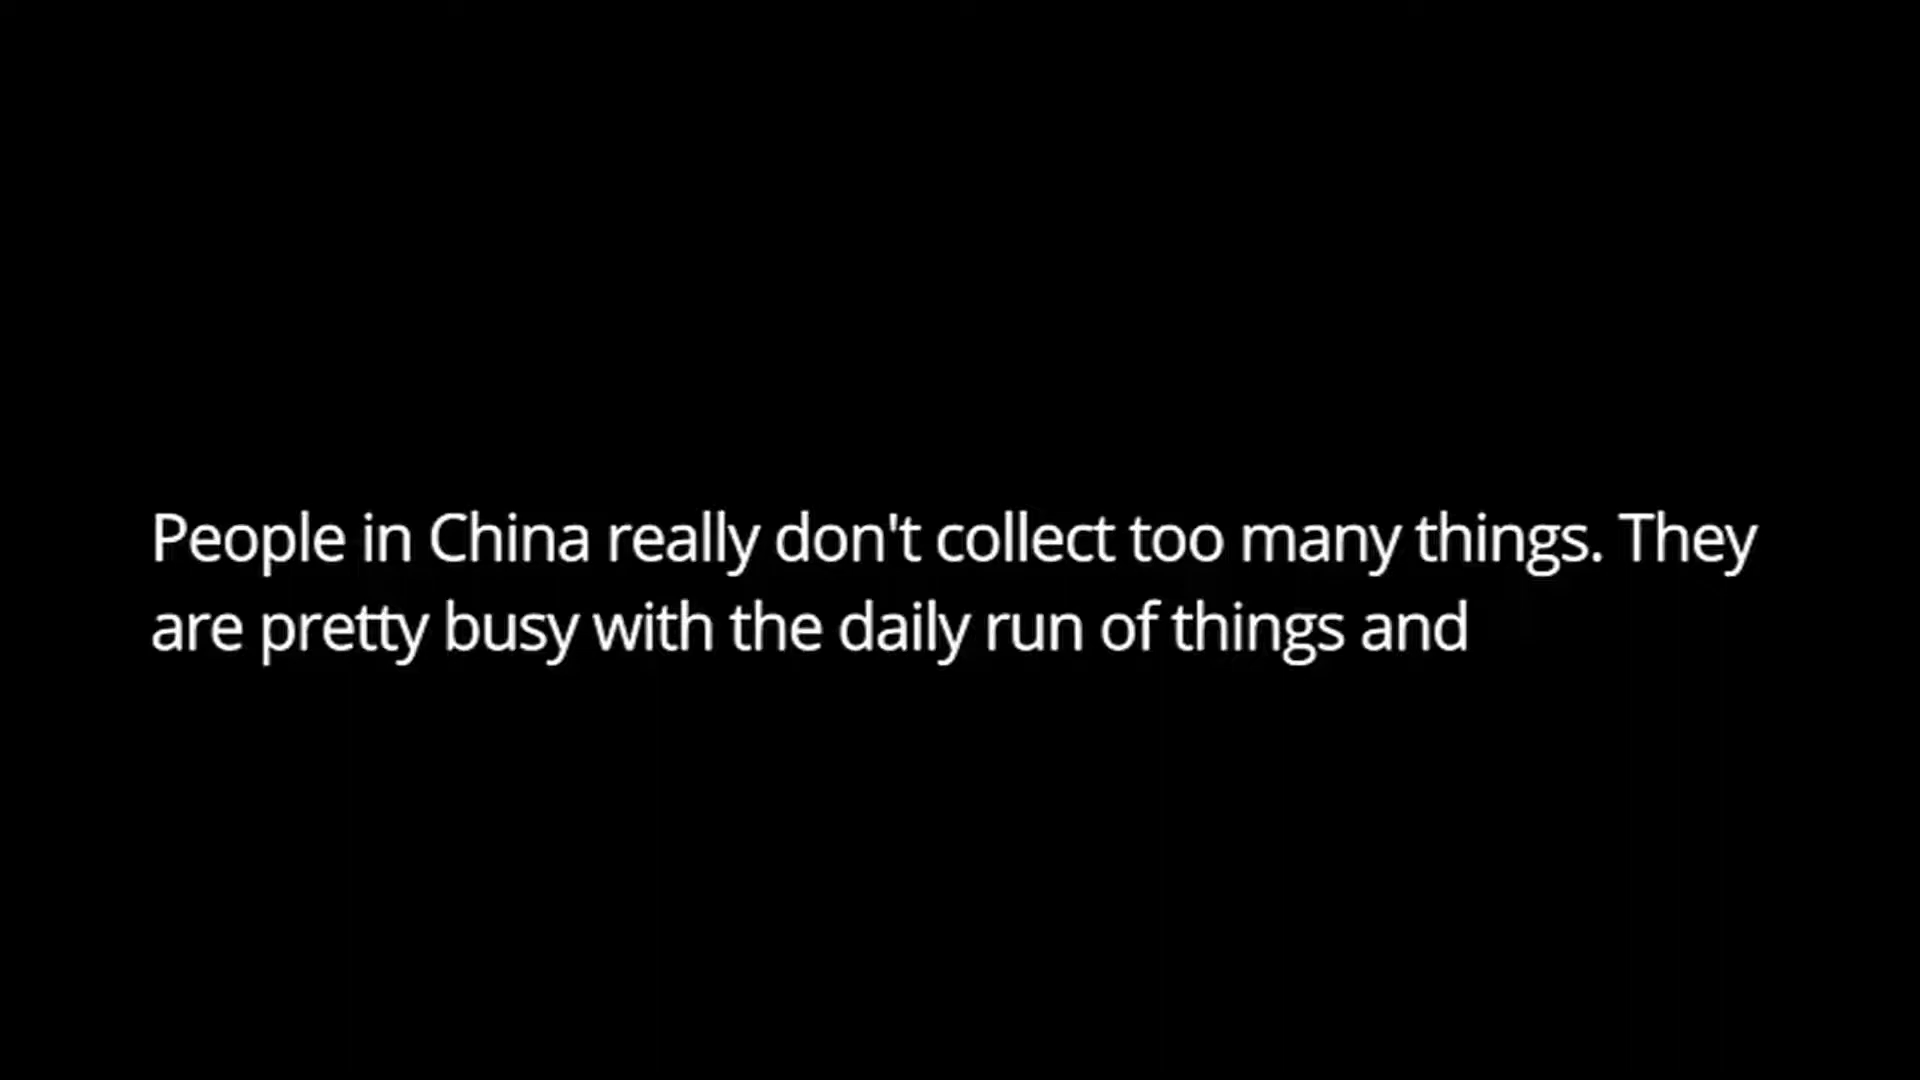 People in China really don't collect too many things. They
are pretty busy with the daily run of things and